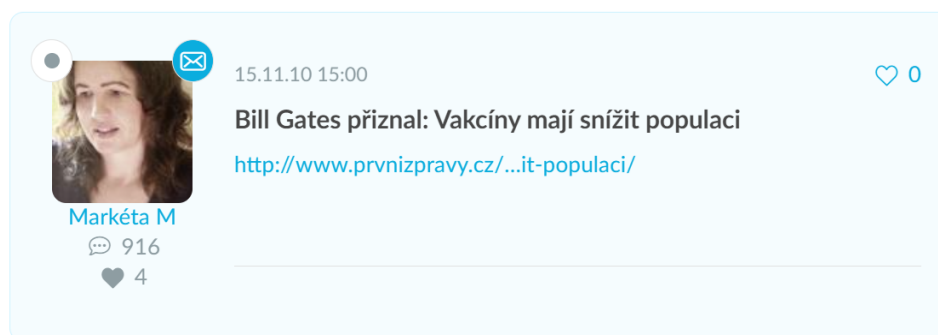 15.11.10 15:00
0
Bill Gates přiznal: Vakcíny mají snížit populaci
http://www.prvnizpravy.cz/...it-populaci/
Markéta M
916
4